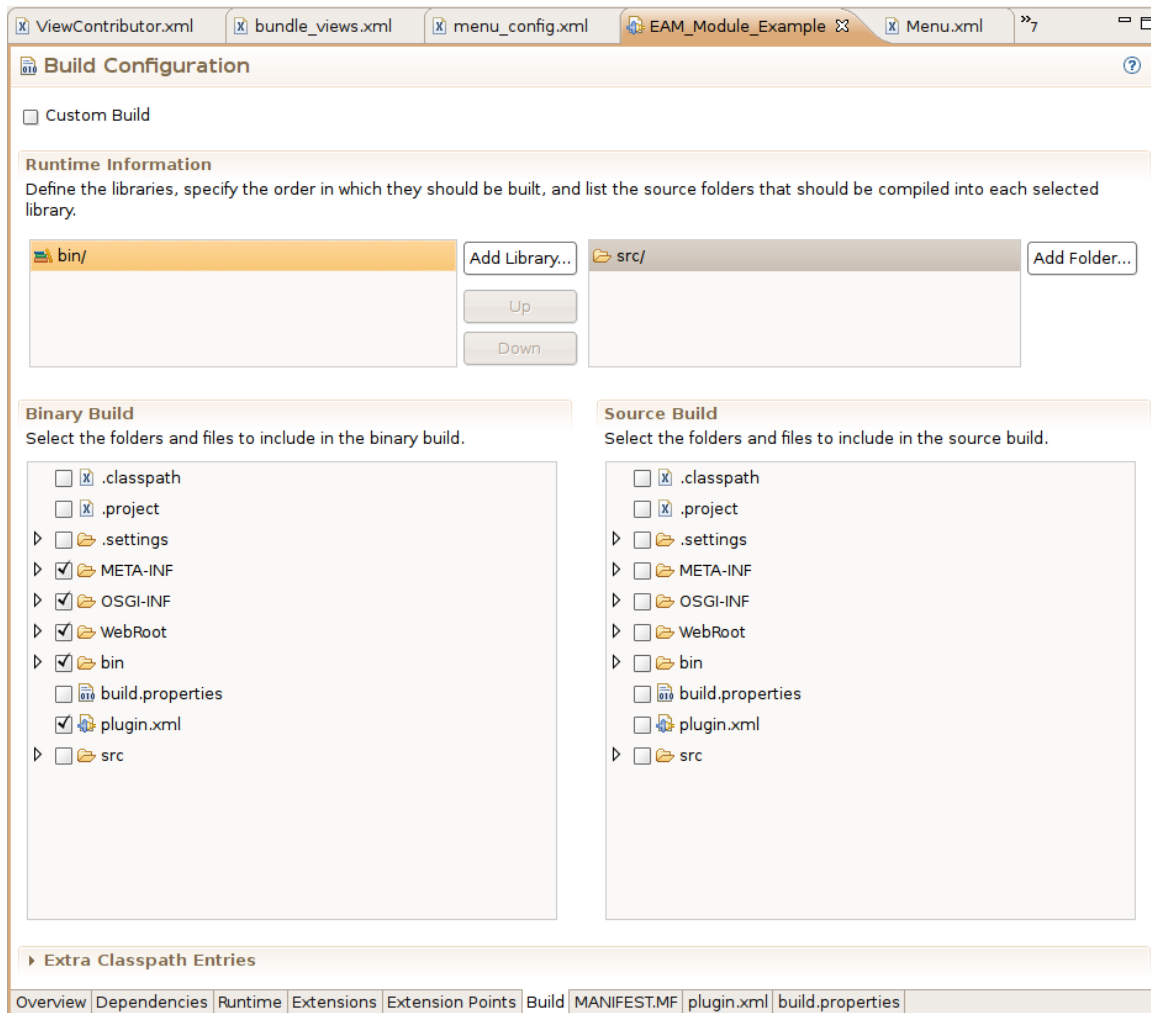 ViewContributor.xml bundle_views.xml menu_config.xml EAM_Module_Example Menu.xml »7
Build Configuration
Custom Build
Runtime Information
Define the libraries, specify the order in which they should be built, and list the source folders that should be compiled into each selected
library.
bin/ Add Library... src/ Add Folder...
Up
Down
Binary Build
Select the folders and files to include in the binary build.
.classpath
.project
.settings
META-INF
OSGI-INF
WebRoot
bin
build.properties
plugin.xml
src
Source Build
Select the folders and files to include in the source build.
.classpath
.project
.settings
META-INF
OSGI-INF
WebRoot
bin
build.properties
plugin.xml
src
Extra Classpath Entries
Overview Dependencies Runtime Extensions Extension Points Build MANIFEST.MF plugin.xml build.properties